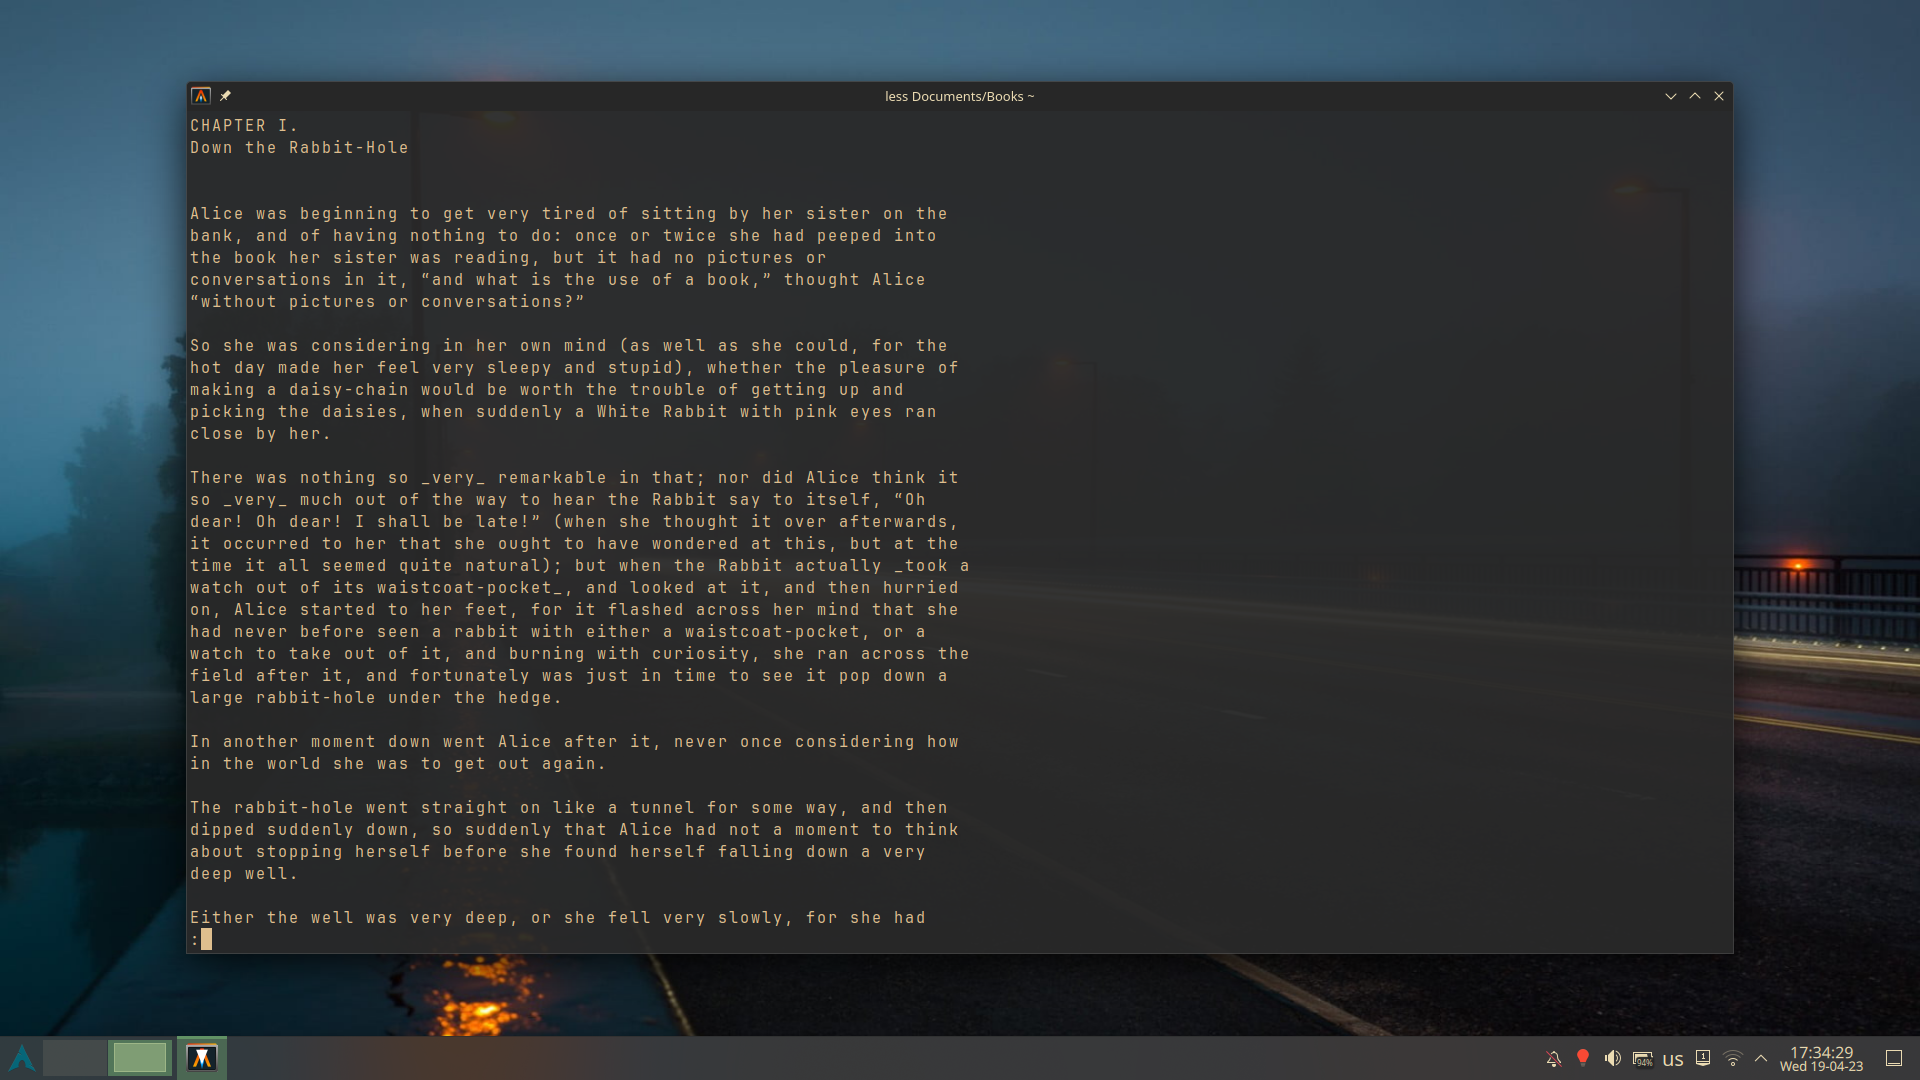 less Documents/Books ~
CHAPTER I.
Down the Rabbit-Hole
Alice was beginning to get very tired of sitting by her sister on the
bank, and of having nothing to do: once or twice she had peeped into
the book her sister was reading, but it had no pictures or
conversations in it, “and what is the use of a book,” thought Alice
“without pictures or conversations?”
So she was considering in her own mind (as well as she could, for the
hot day made her feel very sleepy and stupid), whether the pleasure of
making a daisy-chain would be worth the trouble of getting up and
picking the daisies, when suddenly a White Rabbit with pink eyes ran
close by her.
There was nothing so _very_ remarkable in that; nor did Alice think it
so _very_ much out of the way to hear the Rabbit say to itself, “Oh
dear! Oh dear! I shall be late!” (when she thought it over afterwards,
it occurred to her that she ought to have wondered at this, but at the
time it all seemed quite natural); but when the Rabbit actually _took a
watch out of its waistcoat-pocket_, and looked at it, and then hurried
on, Alice started to her feet, for it flashed across her mind that she
had never before seen a rabbit with either a waistcoat-pocket, or a
watch to take out of it, and burning with curiosity, she ran across the
field after it, and fortunately was just in time to see it pop down a
large rabbit-hole under the hedge.
In another moment down went Alice after it, never once considering how
in the world she was to get out again.
The rabbit-hole went straight on like a tunnel for some way, and then
dipped suddenly down, so suddenly that Alice had not a moment to think
about stopping herself before she found herself falling down a very
deep well.
Either the well was very deep, or she fell very slowly, for she had
:
94%
us
1
17:34:29
Wed 19-04-23